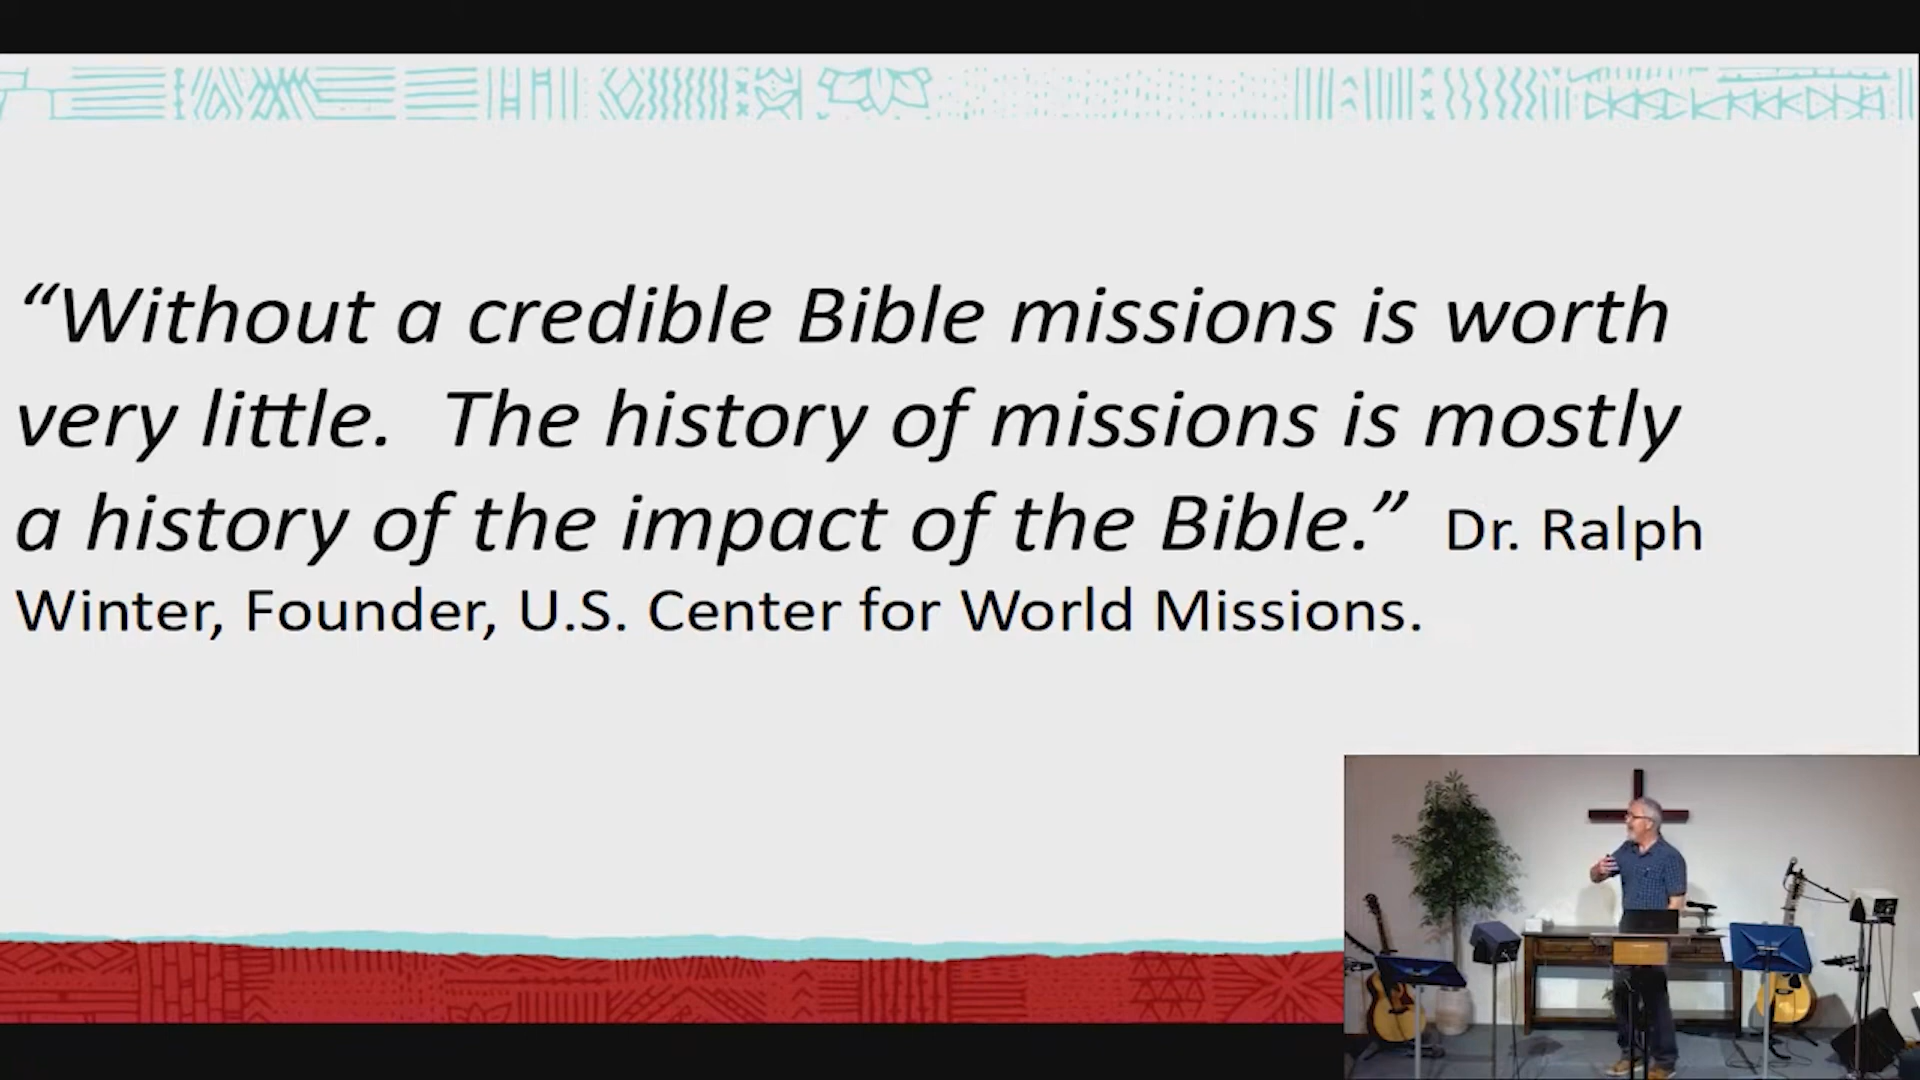 “Without a credible Bible missions is worth
very little.  The history of missions is mostly
a history of the impact of the Bible.”  Dr. Ralph
Winter, Founder, U.S. Center for World Missions.